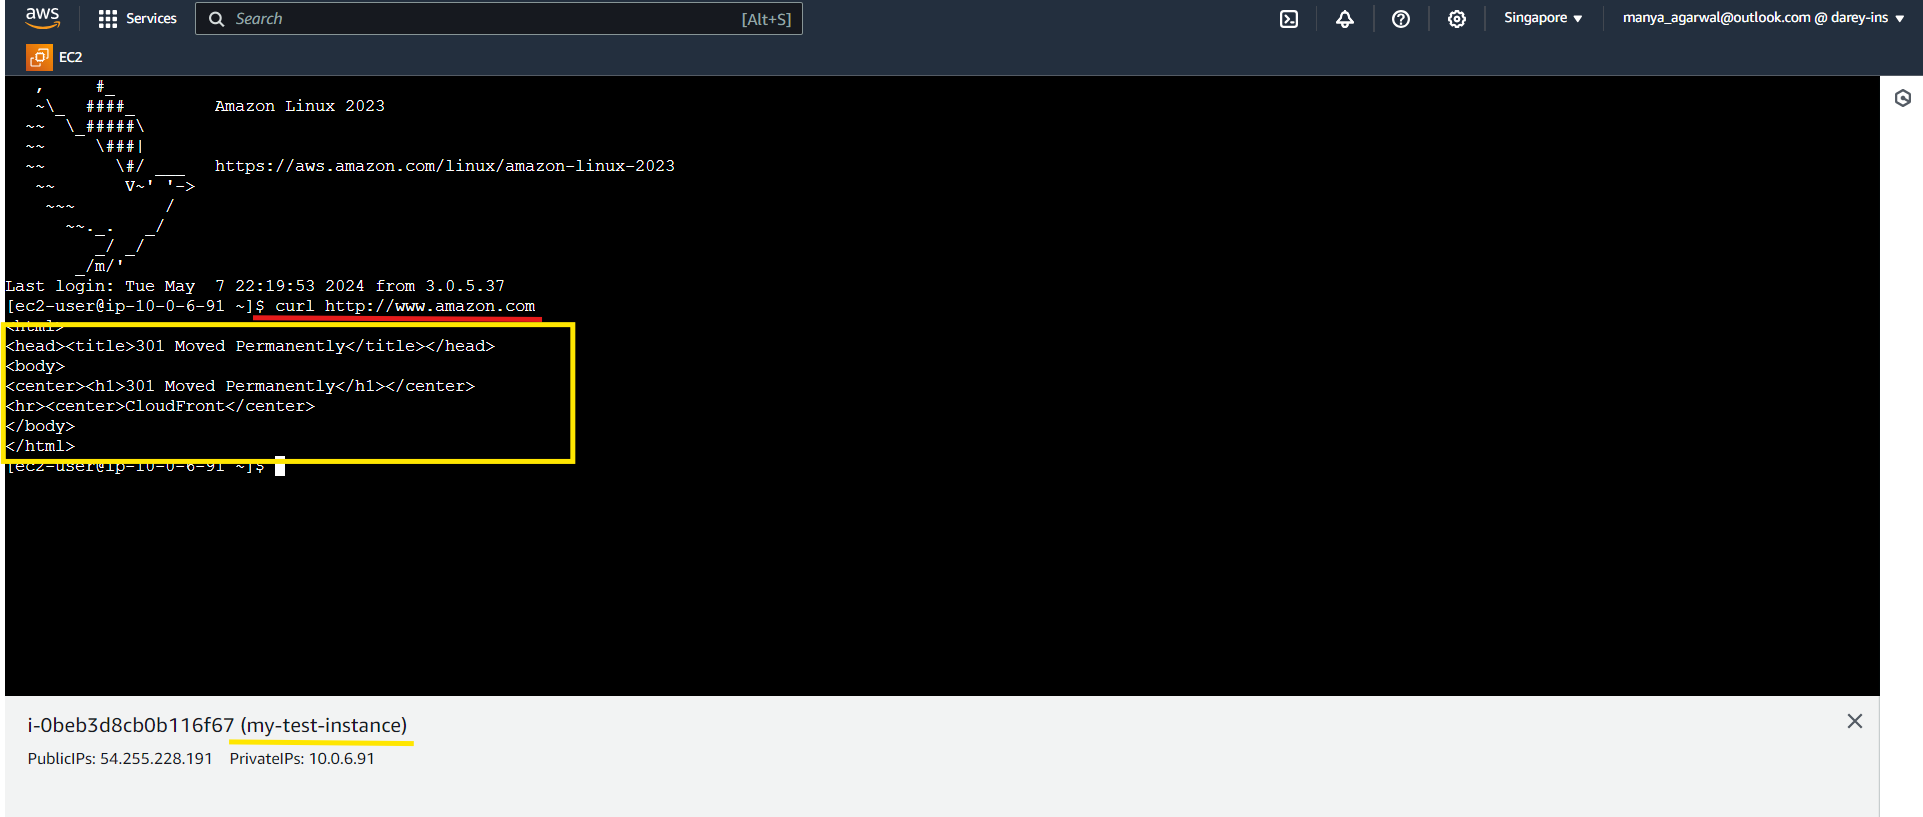 aws Services Search [Alt+S] Singapore ▼ manya_agarwal@outlook.com @ darey-ins ▼
EC2
   ,     #_
   ~\_  ####_        Amazon Linux 2023
  ~~  \_#####\
  ~~     \###|
  ~~       \#/ ___   https://aws.amazon.com/linux/amazon-linux-2023
   ~~       V~' '->
    ~~~         /
      ~~._.   _/
         _/ _/
       _/m/'
Last login: Tue May  7 22:19:53 2024 from 3.0.5.37
[ec2-user@ip-10-0-6-91 ~]$ curl http://www.amazon.com
<html>
<head><title>301 Moved Permanently</title></head>
<body>
<center><h1>301 Moved Permanently</h1></center>
<hr><center>CloudFront</center>
</body>
</html>
[ec2-user@ip-10-0-6-91 ~]$
i-0beb3d8cb0b116f67 (my-test-instance)
PublicIPs: 54.255.228.191 PrivateIPs: 10.0.6.91